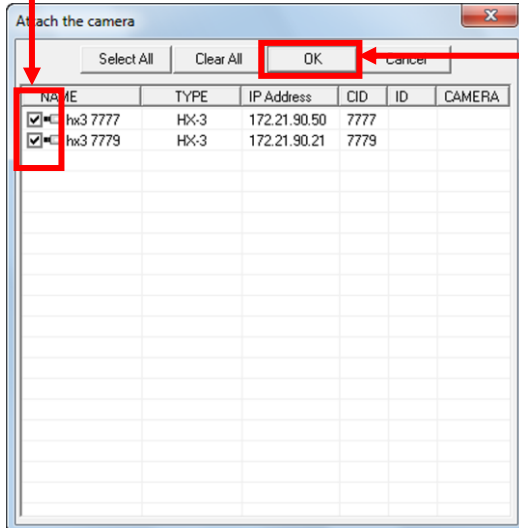 Attach the camera
Select All Clear All OK Cancel
NAME TYPE IP Address CID ID CAMERA
hx3 7777 HX-3 172.21.90.50 7777
hx3 7779 HX-3 172.21.90.21 7779